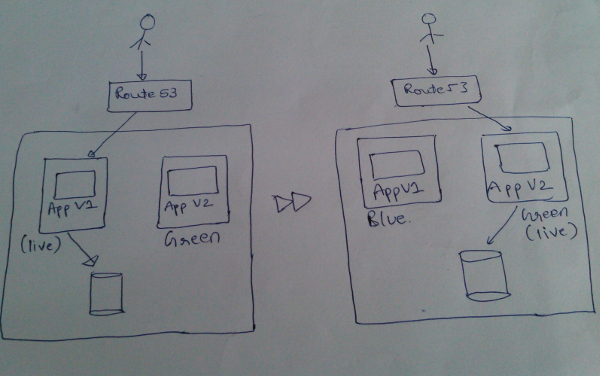 Route 53
App V1
App V2
(live)
Green
Route 53
App V1
App V2
Blue.
Green
(live)